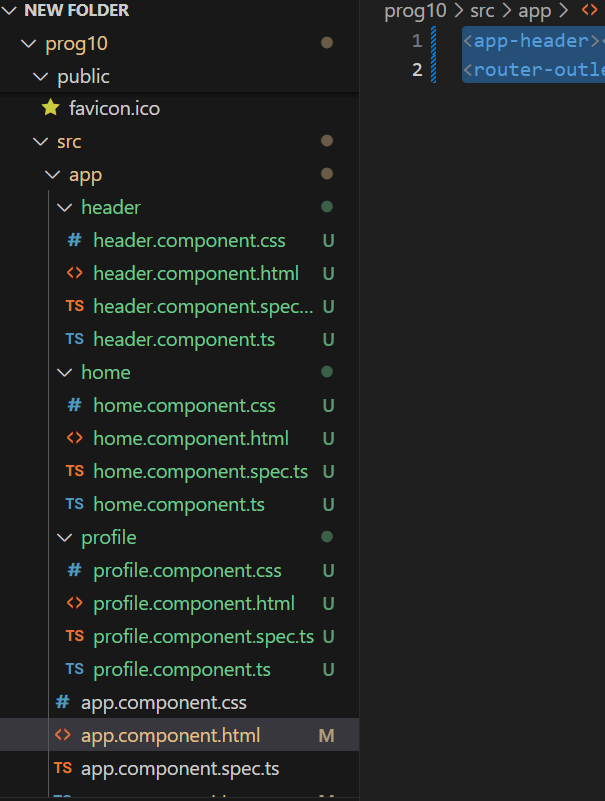 NEW FOLDER
prog10
public
favicon.ico
src
app
header
# header.component.css U
<> header.component.html U
TS header.component.spec... U
TS header.component.ts U
home
# home.component.css U
<> home.component.html U
TS home.component.spec.ts U
TS home.component.ts U
profile
# profile.component.css U
<> profile.component.html U
TS profile.component.spec.ts U
TS profile.component.ts U
# app.component.css
<> app.component.html M
TS app.component.spec.ts
prog10 > src > app > <>
1 <app-header>
2 <router-outle